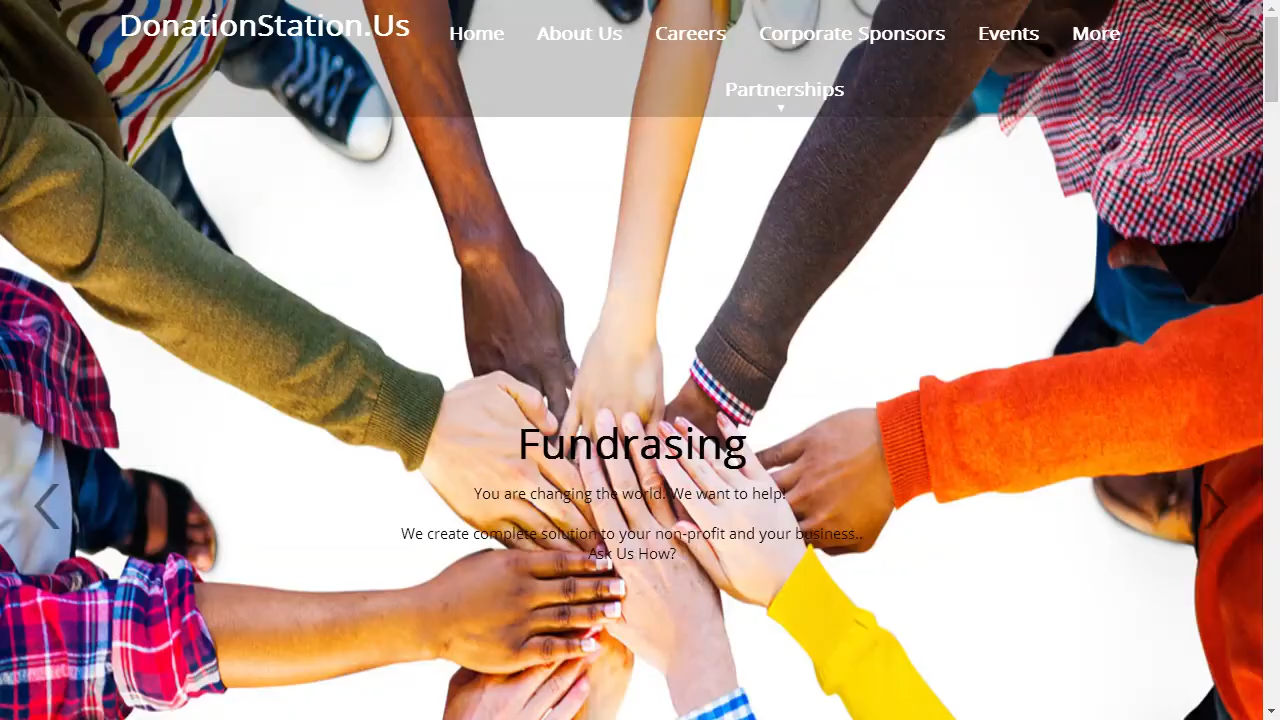 DonationStation.Us
Home About Us Careers Corporate Sponsors Events More
Partnerships
Fundrasing
You are changing the world. We want to help!
We create complete solution to your non-profit and your business..
Ask Us How?